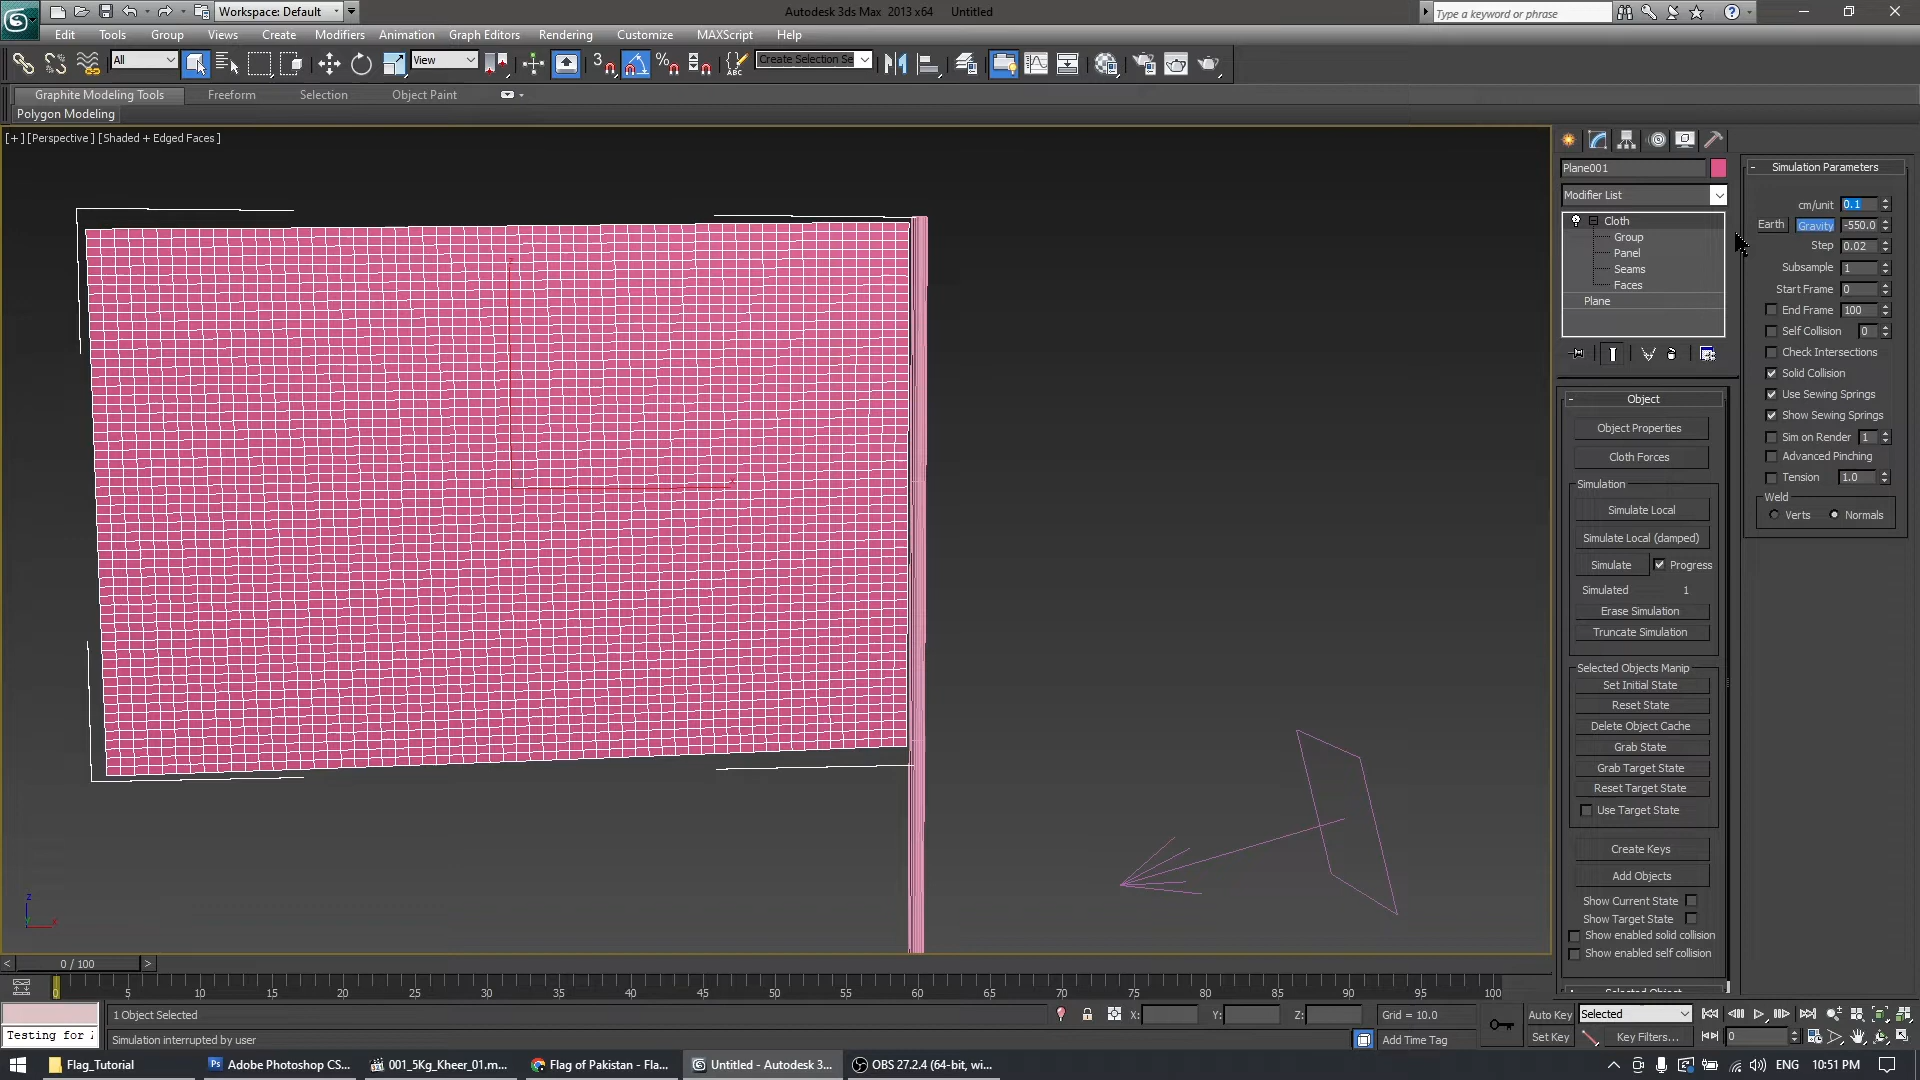 Workspace: Default
Autodesk 3ds Max 2013 x64 Untitled
Type a keyword or phrase
Edit Tools Group Views Create Modifiers Animation Graph Editors Rendering Customize MAXScript Help
All
View
3
%
ABC
Create Selection Se
Graphite Modeling Tools Freeform Selection Object Paint
Polygon Modeling
[ + ] [Perspective ] [Shaded + Edged Faces ]
Plane001
Modifier List
Cloth
Group
Panel
Seams
Faces
Plane
Simulation Parameters
cm/unit 0.1
Earth Gravity -550.0
Step 0.02
Subsample 1
Start Frame 0
End Frame 100
Self Collision 0
Check Intersections
Solid Collision
Use Sewing Springs
Show Sewing Springs
Sim on Render 1
Advanced Pinching
Tension 1.0
Weld
Verts Normals
Object
Object Properties
Cloth Forces
Simulation
Simulate Local
Simulate Local (damped)
Simulate Progress
Simulated 1
Erase Simulation
Truncate Simulation
Selected Objects Manip
Set Initial State
Reset State
Delete Object Cache
Grab State
Grab Target State
Reset Target State
Use Target State
Create Keys
Add Objects
Show Current State
Show Target State
Show enabled solid collision
Show enabled self collision
z
x
z
x
< 0 / 100 >
0 5 10 15 20 25 30 35 40 45 50 55 60 65 70 75 80 85 90 95 100
1 Object Selected X: Y: Z: Grid = 10.0 Auto Key Selected
Testing for
Simulation interrupted by user Add Time Tag Set Key Key Filters... 0
Flag_Tutorial Adobe Photoshop CS... 001_5Kg_Kheer_01.m... Flag of Pakistan - Fla... Untitled - Autodesk 3... OBS 27.2.4 (64-bit, wi... ENG 10:51 PM